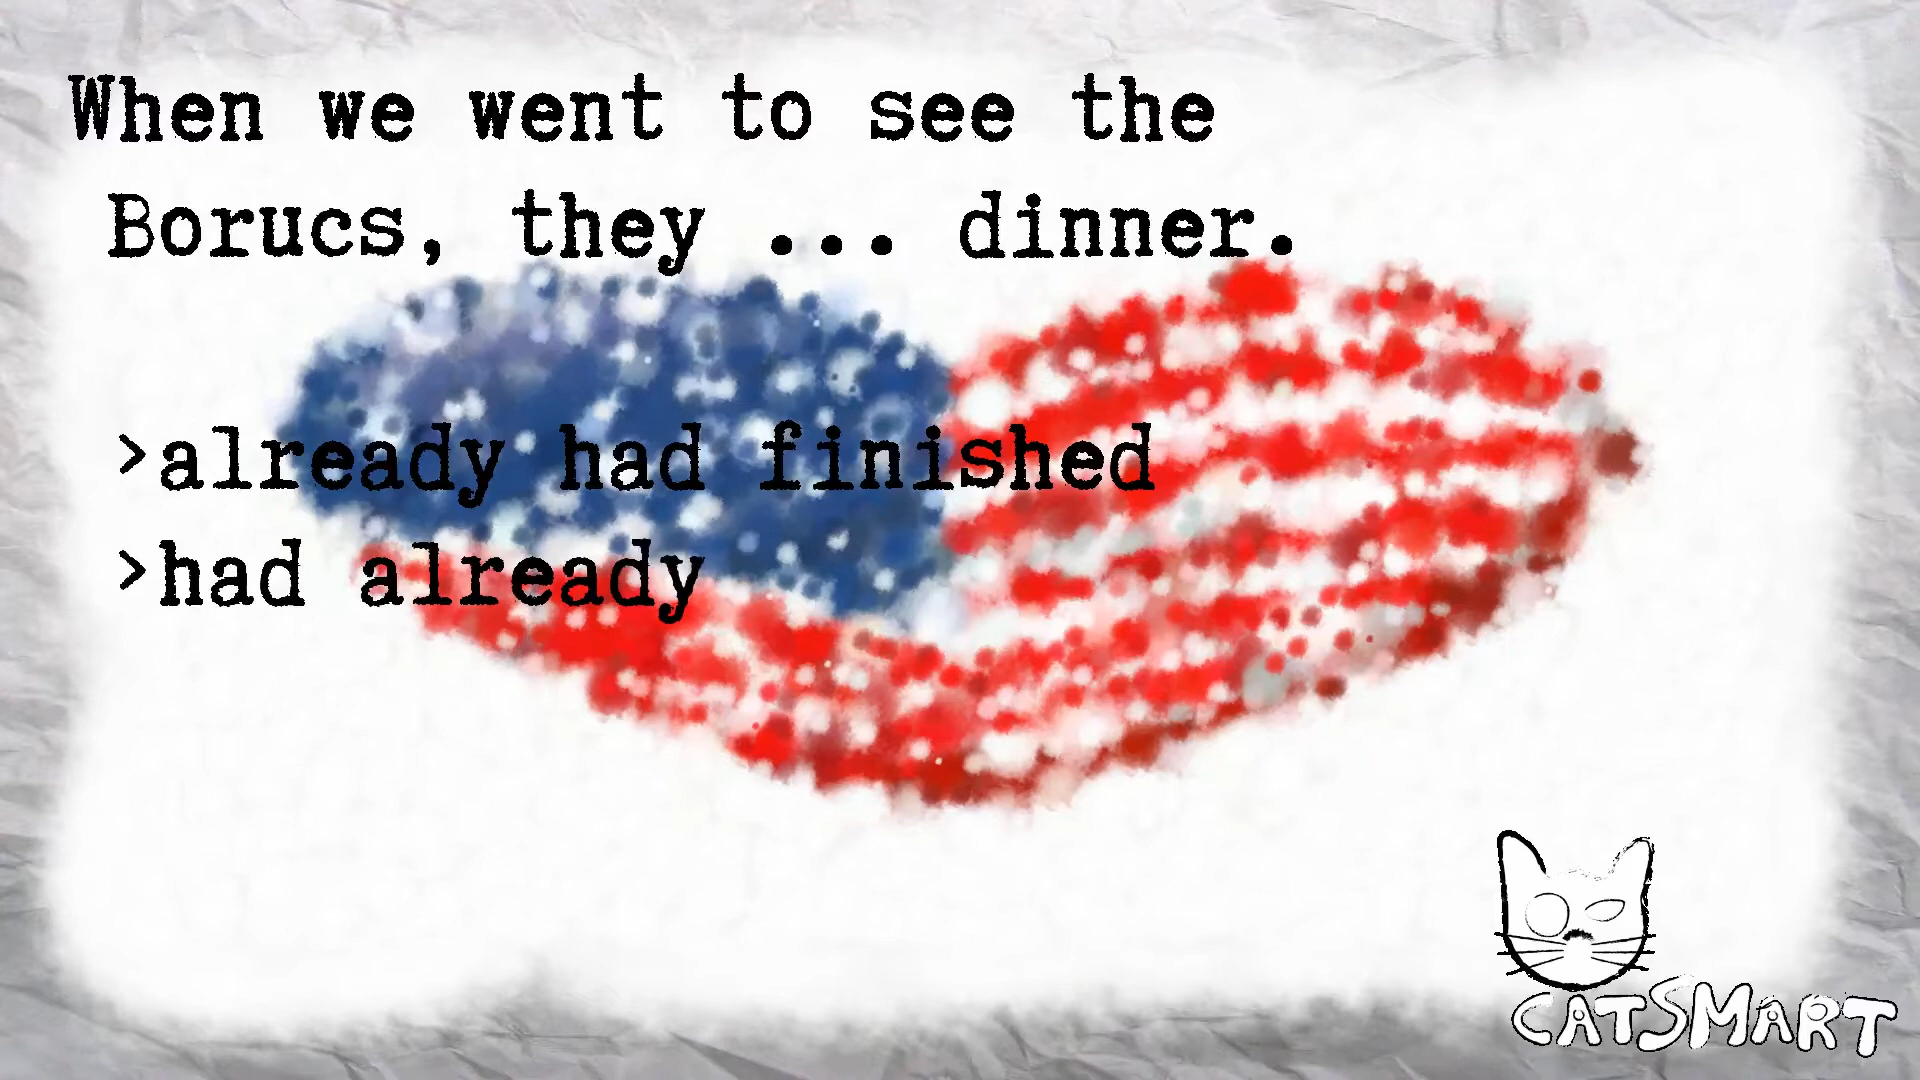 When we went to see the
Borucs, they ... dinner.
>already had finished
>had already
CATSMART